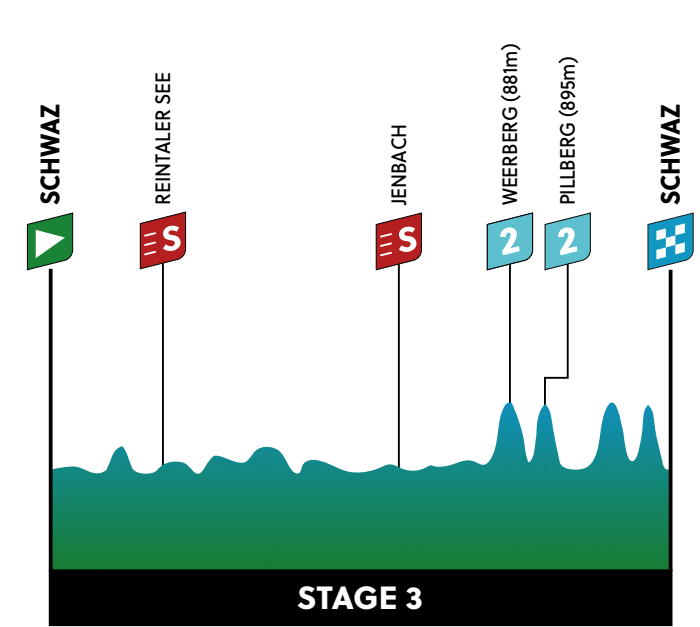 SCHWAZ
REINTALER SEE
JENBACH
WEERBERG (881m)
PILLBERG (895m)
SCHWAZ
S
S
2
2
STAGE 3